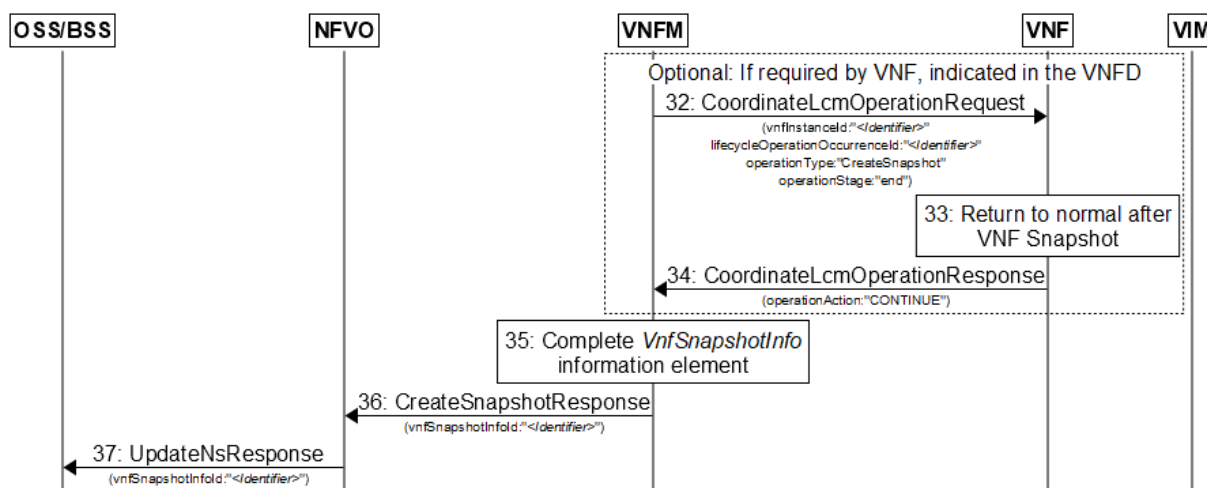 OSS/BSS NFVO VNFM VNF VIM
Optional: If required by VNF, indicated in the VNFD
32: CoordinateLcmOperationRequest
(vnfInstanceId:"<Identifier>"
lifecycleOperationOccurrenceId:"<Identifier>"
operationType:"CreateSnapshot"
operationStage:"end")
33: Return to normal after
VNF Snapshot
34: CoordinateLcmOperationResponse
(operationAction:"CONTINUE")
35: Complete VnfSnapshotInfo
information element
36: CreateSnapshotResponse
(vnfSnapshotInfoId:"<Identifier>")
37: UpdateNsResponse
(vnfSnapshotInfoId:"<Identifier>")